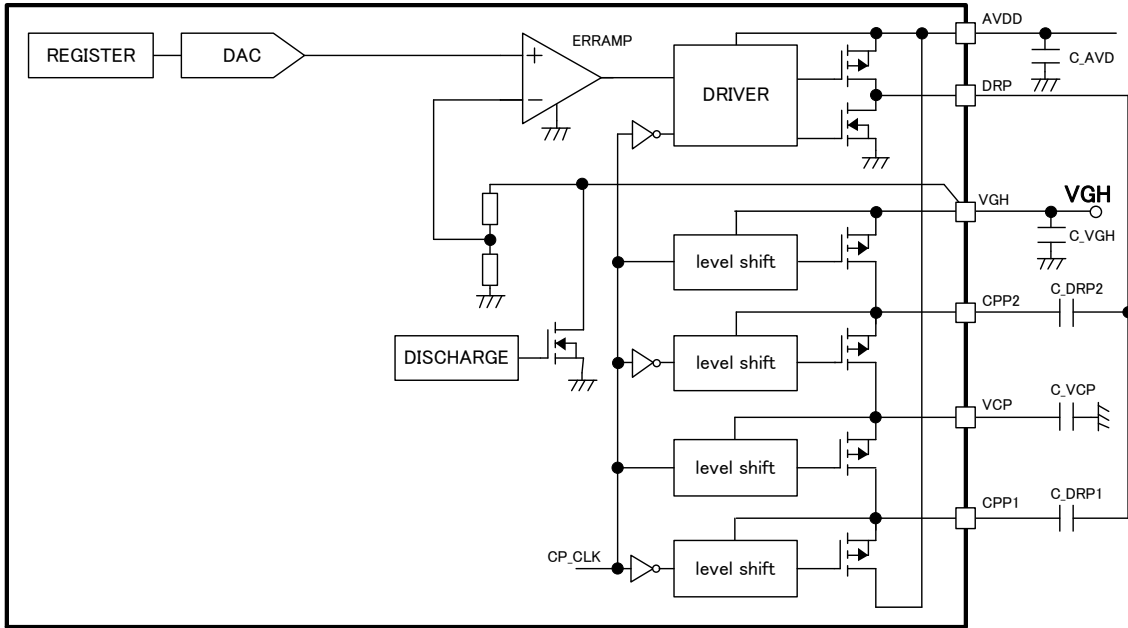 AVDD
REGISTER
DAC
ERRAMP
+
−
DRIVER
C_AVD
DRP
VGH
VGH
C_VGH
level shift
CPP2
C_DRP2
level shift
DISCHARGE
VCP
C_VCP
level shift
CPP1
C_DRP1
CP_CLK
level shift